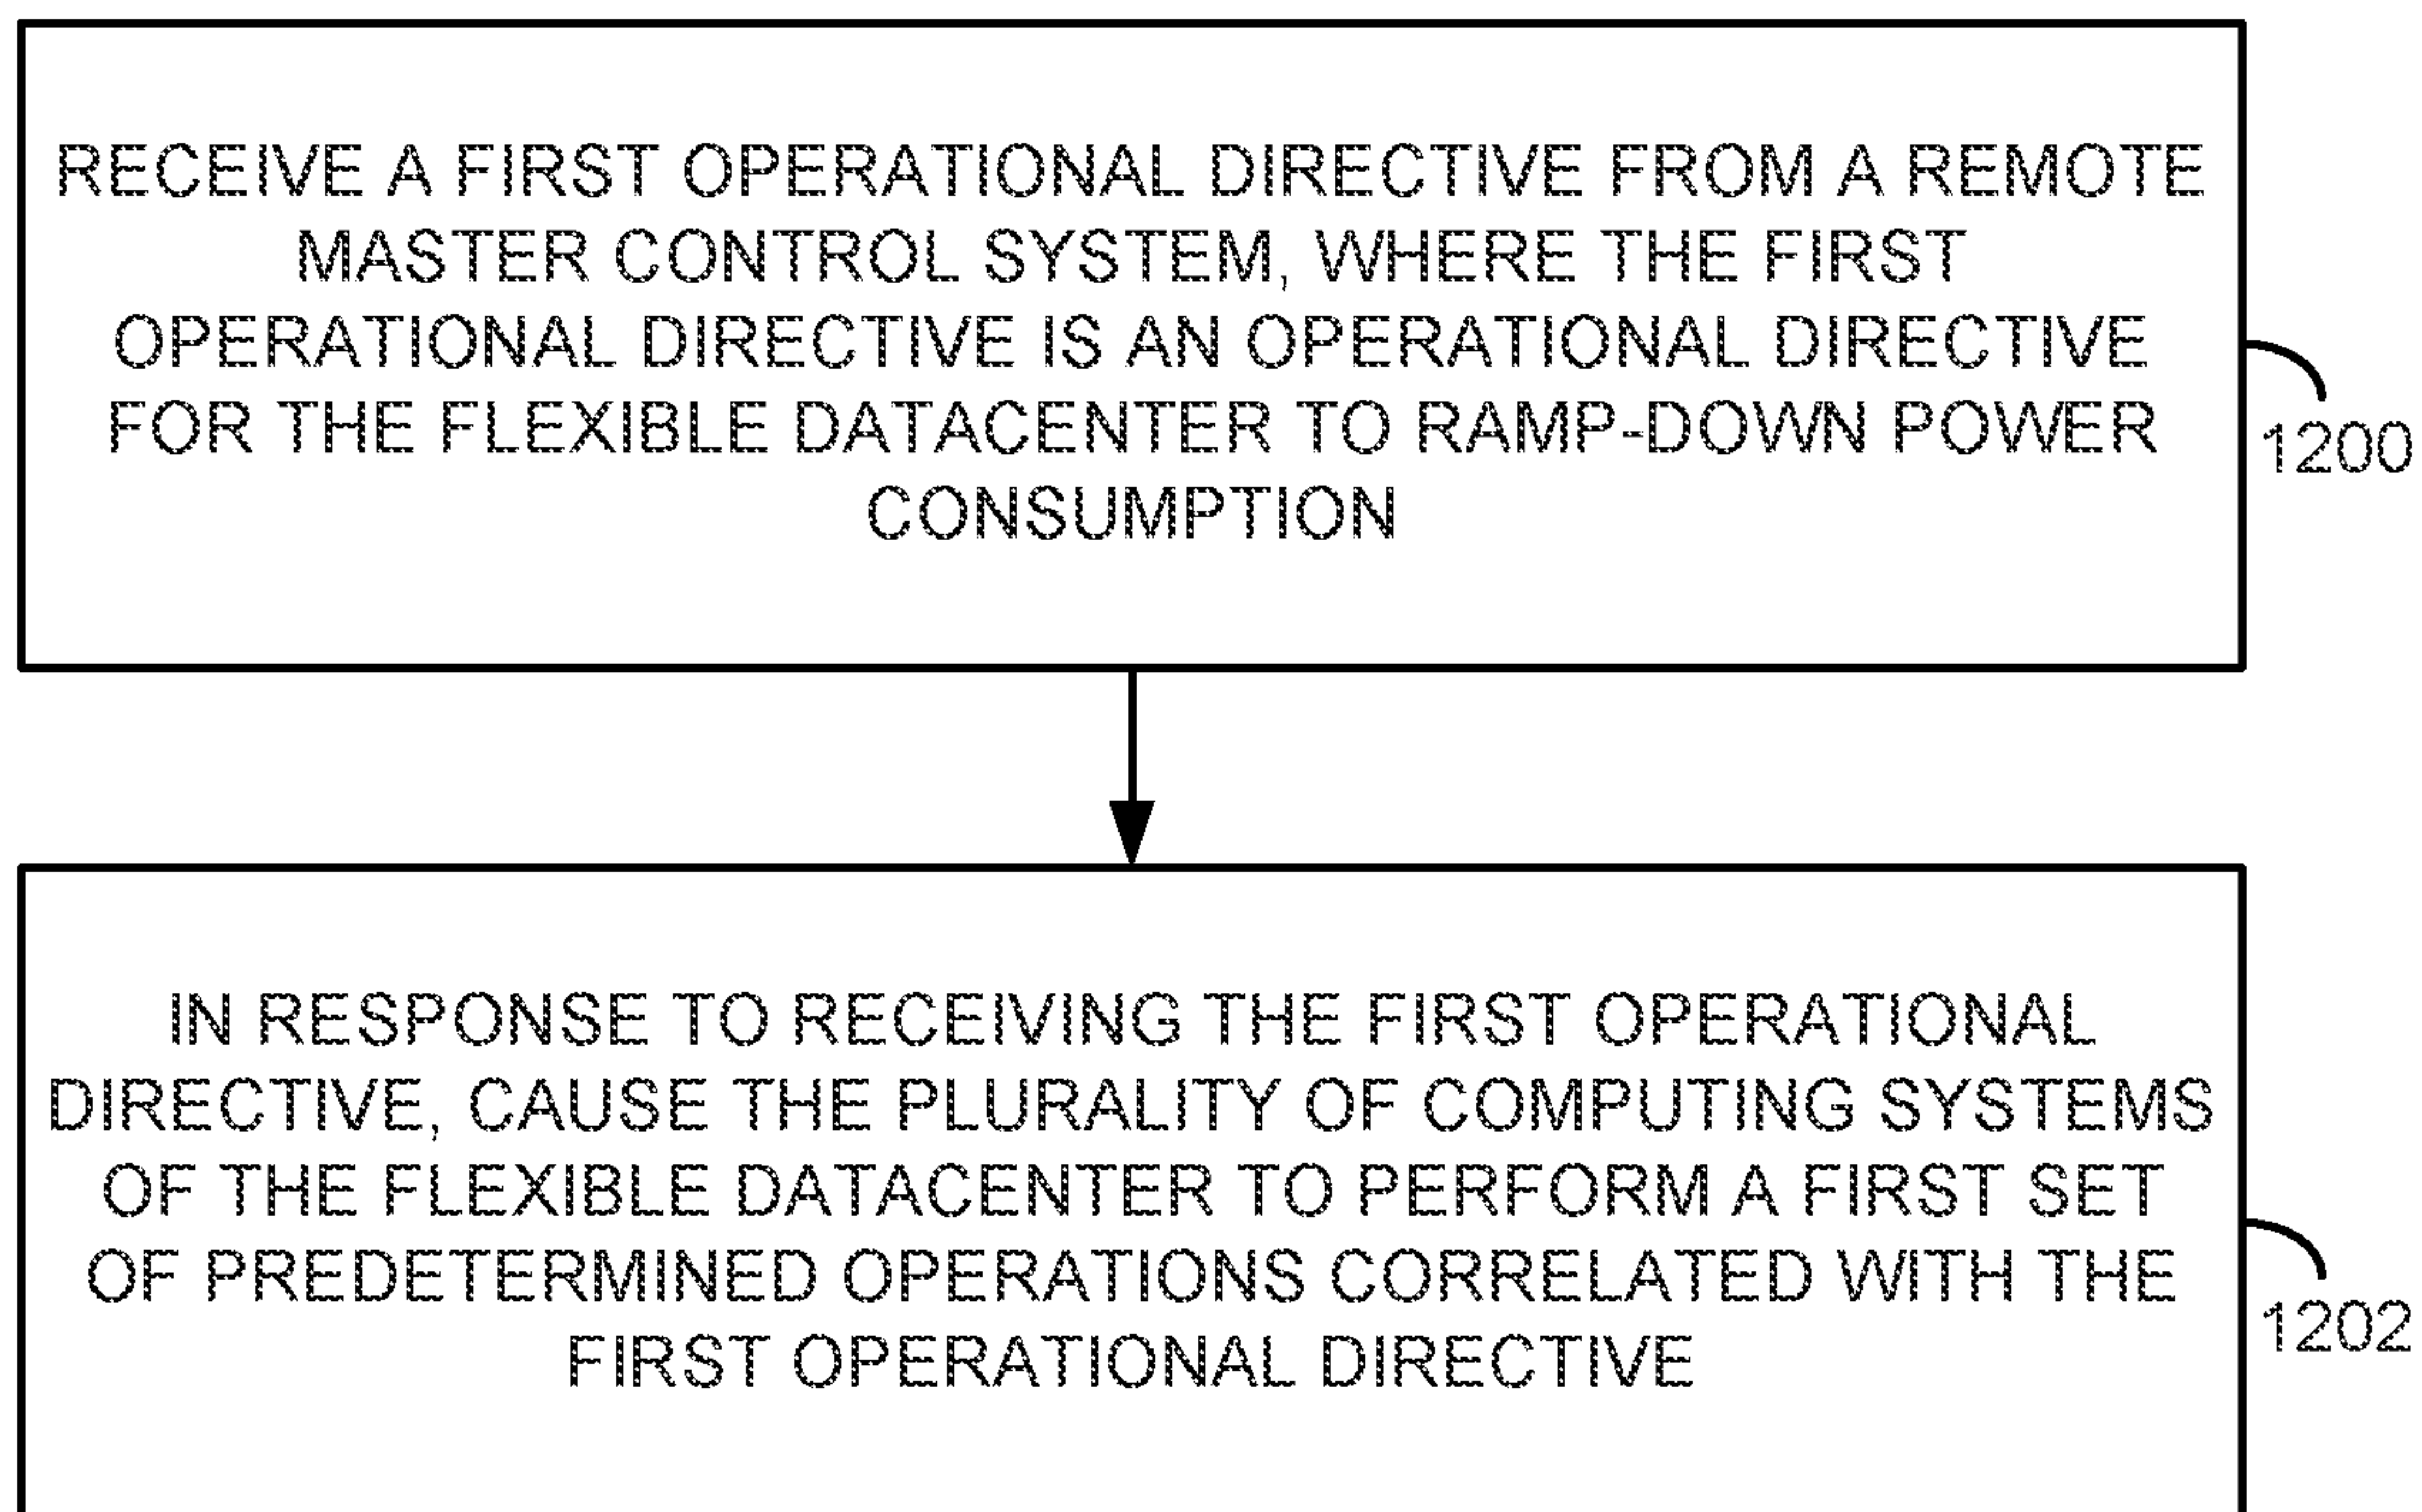 RECEIVE A FIRST OPERATIONAL DIRECTIVE FROM A REMOTE
MASTER CONTROL SYSTEM, WHERE THE FIRST
OPERATIONAL DIRECTIVE IS AN OPERATIONAL DIRECTIVE
FOR THE FLEXIBLE DATACENTER TO RAMP-DOWN POWER
CONSUMPTION
1200
IN RESPONSE TO RECEIVING THE FIRST OPERATIONAL
DIRECTIVE, CAUSE THE PLURALITY OF COMPUTING SYSTEMS
OF THE FLEXIBLE DATACENTER TO PERFORM A FIRST SET
OF PREDETERMINED OPERATIONS CORRELATED WITH THE
FIRST OPERATIONAL DIRECTIVE
1202